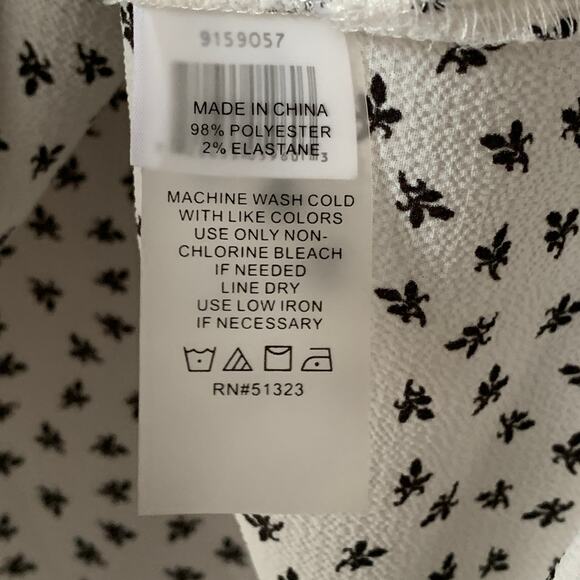 9159057
MADE IN CHINA
98% POLYESTER
2% ELASTANE
MACHINE WASH COLD
WITH LIKE COLORS
USE ONLY NON-
CHLORINE BLEACH
IF NEEDED
LINE DRY
USE LOW IRON
IF NECESSARY
RN#51323